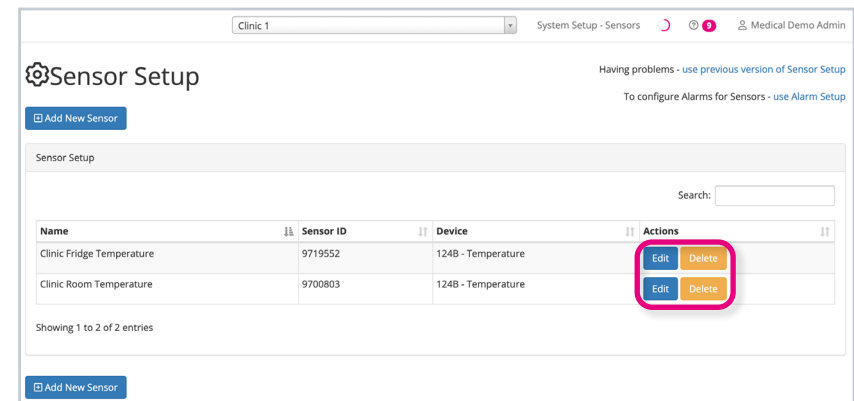 Clinic 1 System Setup - Sensors 9 Medical Demo Admin
Sensor Setup
Having problems - use previous version of Sensor Setup
To configure Alarms for Sensors - use Alarm Setup
Add New Sensor
Sensor Setup
Search:
Name Sensor ID Device Actions
Clinic Fridge Temperature 9719552 124B - Temperature Edit Delete
Clinic Room Temperature 9700803 124B - Temperature Edit Delete
Showing 1 to 2 of 2 entries
Add New Sensor